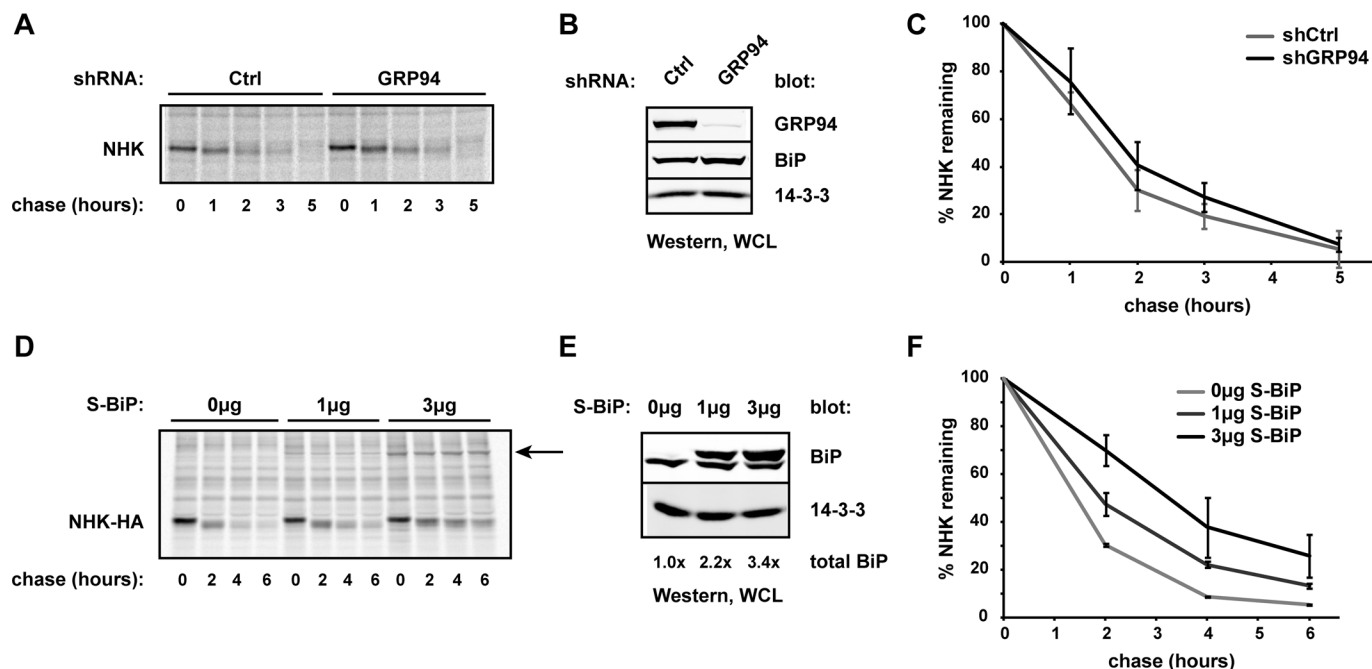 A
shRNA: Ctrl GRP94
NHK
chase (hours): 0 1 2 3 5 0 1 2 3 5
B
shRNA: Ctrl GRP94 blot:
GRP94
BiP
14-3-3
Western, WCL
C
100
80
60
40
20
0
% NHK remaining
shCtrl
shGRP94
0 1 2 3 4 5
chase (hours)
D
S-BiP: 0µg 1µg 3µg
NHK-HA
chase (hours): 0 2 4 6 0 2 4 6 0 2 4 6
E
S-BiP: 0µg 1µg 3µg blot:
BiP
14-3-3
1.0x 2.2x 3.4x total BiP
Western, WCL
F
100
90
80
70
60
50
40
30
20
10
0
% NHK remaining
0µg S-BiP
1µg S-BiP
3µg S-BiP
0 1 2 3 4 5 6
chase (hours)